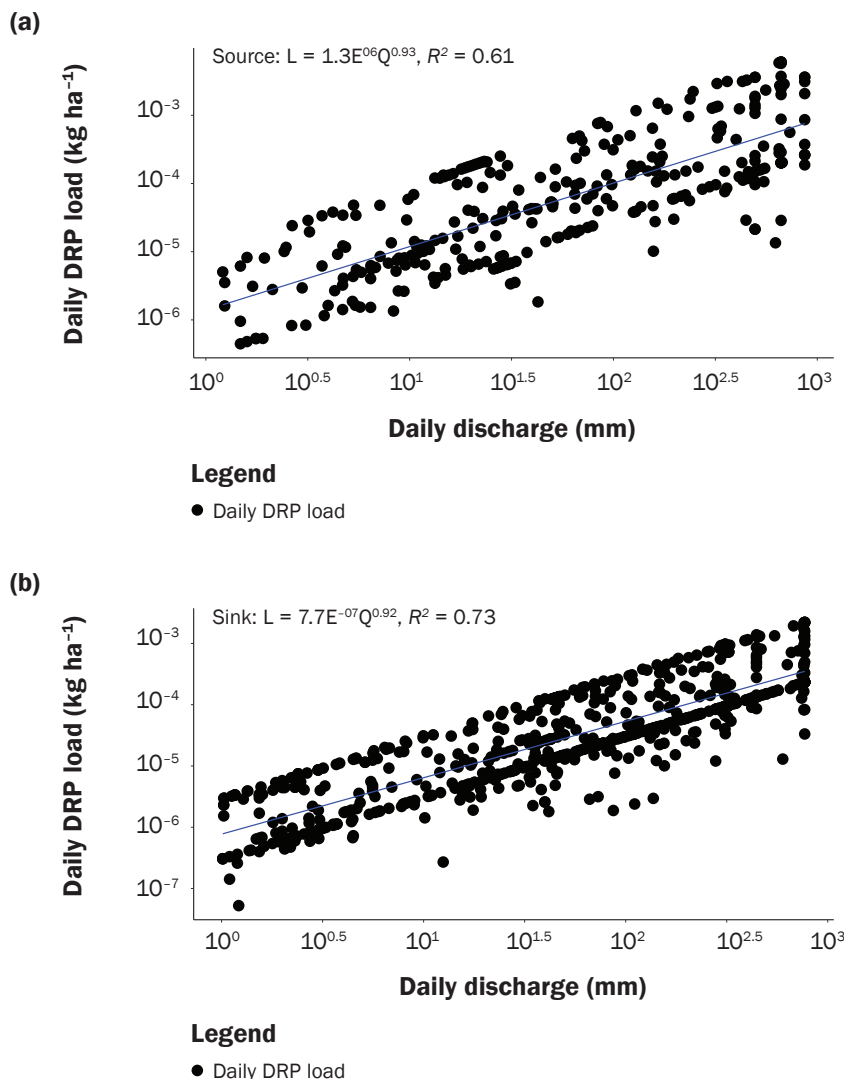 (a)
Source: L = 1.3E⁰⁶Q⁰·⁹³, R² = 0.61
Daily DRP load (kg ha⁻¹)
10⁻³
10⁻⁴
10⁻⁵
10⁻⁶
10⁰ 10⁰·⁵ 10¹ 10¹·⁵ 10² 10²·⁵ 10³
Daily discharge (mm)
Legend
Daily DRP load
(b)
Sink: L = 7.7E⁻⁰⁷Q⁰·⁹², R² = 0.73
Daily DRP load (kg ha⁻¹)
10⁻³
10⁻⁴
10⁻⁵
10⁻⁶
10⁻⁷
10⁰ 10⁰·⁵ 10¹ 10¹·⁵ 10² 10²·⁵ 10³
Daily discharge (mm)
Legend
Daily DRP load